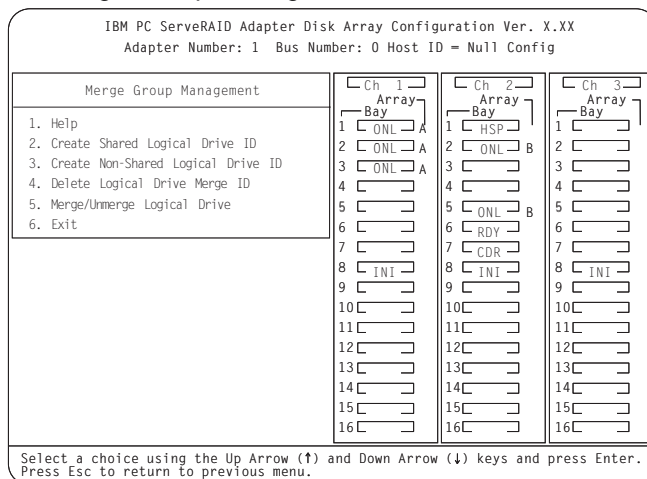 IBM PC ServeRAID Adapter Disk Array Configuration Ver. X.XX
Adapter Number: 1 Bus Number: 0 Host ID = Null Config
Merge Group Management
1. Help
2. Create Shared Logical Drive ID
3. Create Non-Shared Logical Drive ID
4. Delete Logical Drive Merge ID
5. Merge/Unmerge Logical Drive
6. Exit
Ch 1
Array
Bay
1 ONL A
2 ONL A
3 ONL A
4
5
6
7
8 INI
9
10
11
12
13
14
15
16
Ch 2
Array
Bay
1 HSP
2 ONL B
3
4
5 ONL B
6 RDY
7 CDR
8 INI
9
10
11
12
13
14
15
16
Ch 3
Array
Bay
1
2
3
4
5
6
7
8 INI
9
10
11
12
13
14
15
16
Select a choice using the Up Arrow (↑) and Down Arrow (↓) keys and press Enter.
Press Esc to return to previous menu.